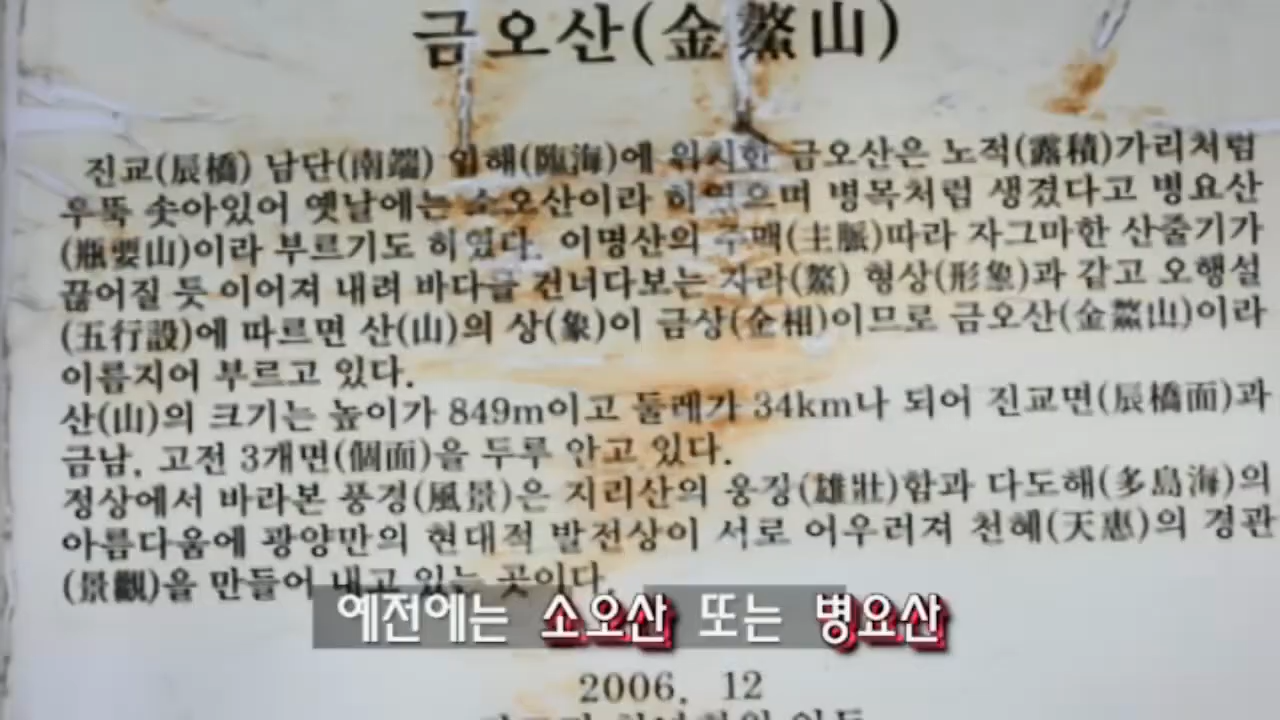 금오산(金鰲山)
진교(辰橋) 남단(南端) 임해(臨海)에 위치한 금오산은 노적(露積)가리처럼
우뚝 솟아있어 옛날에는 소오산이라 하였으며 병목처럼 생겼다고 병요산
(甁要山)이라 부르기도 하였다. 이명산의 주맥(主脈)따라 자그마한 산줄기가
끊어질 듯 이어져 내려 바다를 건너다보는 자라(鰲) 형상(形象)과 같고 오행설
(五行設)에 따르면 산(山)의 상(象)이 금상(金相)이므로 금오산(金鰲山)이라
이름지어 부르고 있다.
산(山)의 크기는 높이가 849m이고 둘레가 34km나 되어 진교면(辰橋面)과
금남, 고전 3개면(個面)을 두루 안고 있다.
정상에서 바라본 풍경(風景)은 지리산의 웅장(雄壯)함과 다도해(多島海)의
아름다움에 광양만의 현대적 발전상이 서로 어우러져 천혜(天惠)의 경관
(景觀)을 만들어 내고 있는 곳이다.
예전에는 소오산 또는 병요산
2006. 12